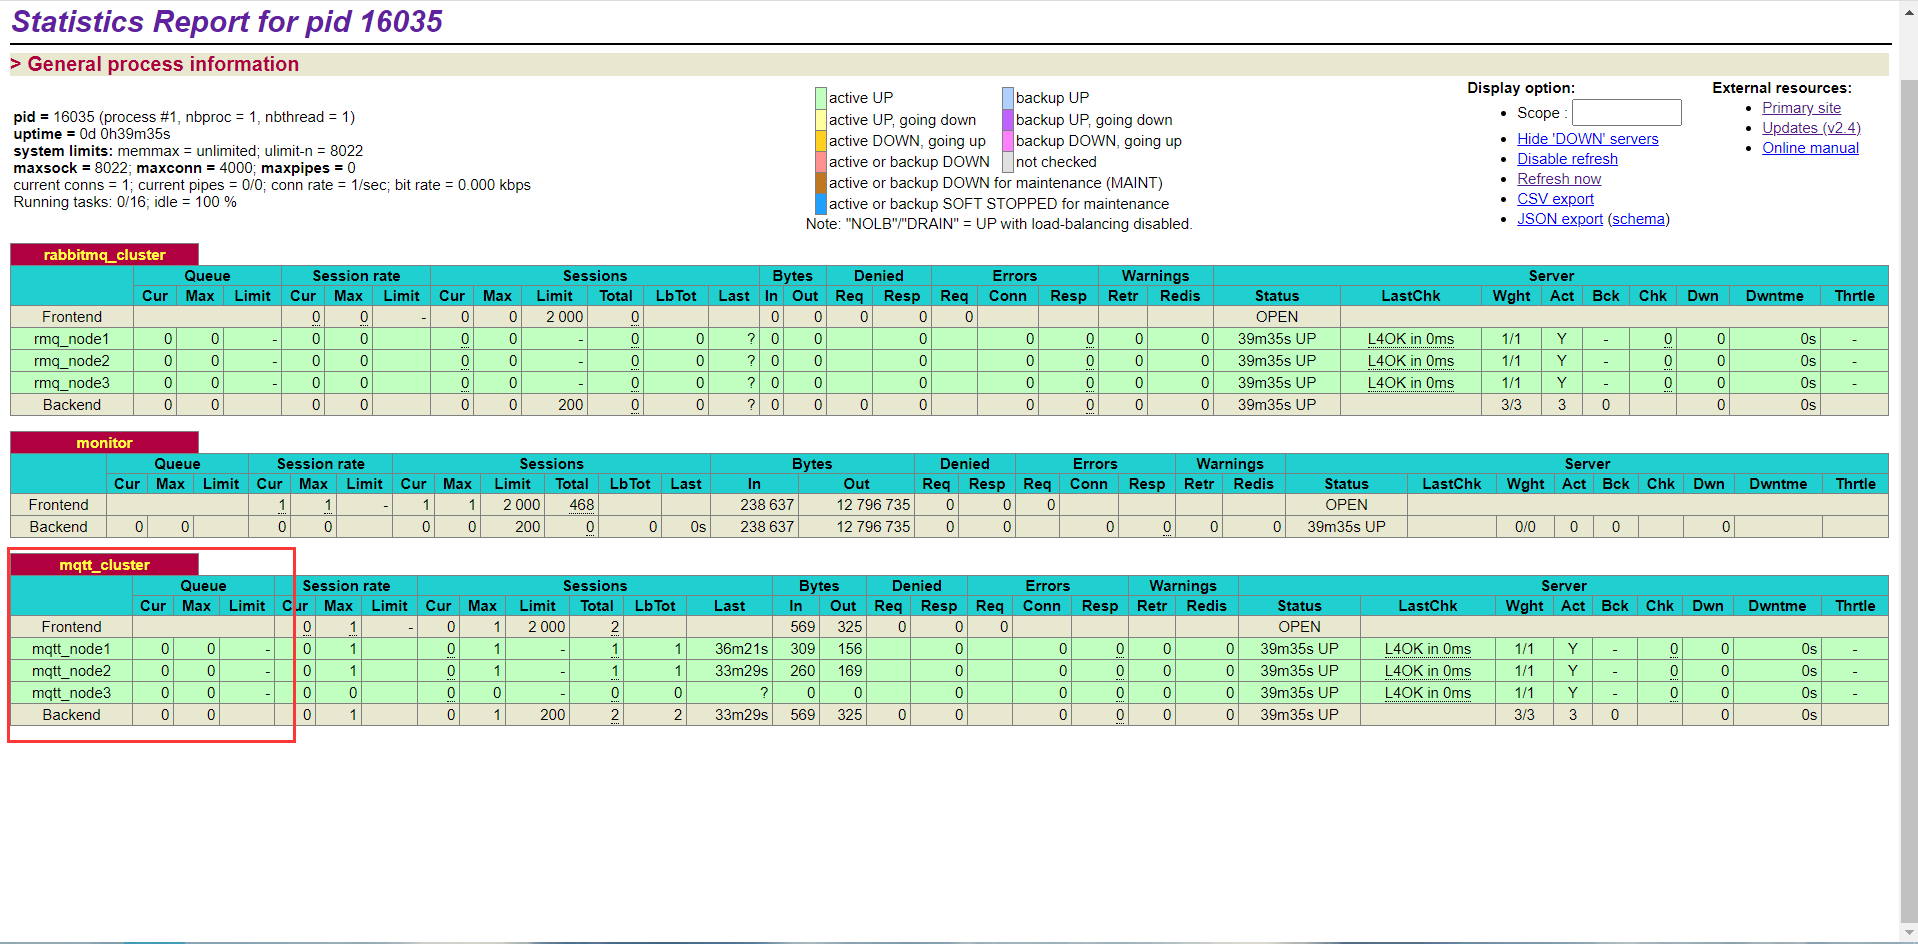 Statistics Report for pid 16035
> General process information
pid = 16035 (process #1, nbproc = 1, nbthread = 1)
uptime = 0d 0h39m35s
system limits: memmax = unlimited; ulimit-n = 8022
maxsock = 8022; maxconn = 4000; maxpipes = 0
current conns = 1; current pipes = 0/0; conn rate = 1/sec; bit rate = 0.000 kbps
Running tasks: 0/16; idle = 100 %
active UP backup UP
active UP, going down backup UP, going down
active DOWN, going up backup DOWN, going up
active or backup DOWN not checked
active or backup DOWN for maintenance (MAINT)
active or backup SOFT STOPPED for maintenance
Note: "NOLB"/"DRAIN" = UP with load-balancing disabled.
Display option:
• Scope :
• Hide 'DOWN' servers
• Disable refresh
• Refresh now
• CSV export
• JSON export (schema)
External resources:
• Primary site
• Updates (v2.4)
• Online manual
rabbitmq_cluster
Queue Session rate Sessions Bytes Denied Errors Warnings Server
Cur Max Limit Cur Max Limit Cur Max Limit Total LbTot Last In Out Req Resp Req Conn Resp Retr Redis Status LastChk Wght Act Bck Chk Dwn Dwntme Thrtle
Frontend 0 0 - 0 0 2 000 0 0 0 0 0 0 OPEN
rmq_node1 0 0 - 0 0 0 0 - 0 0 ? 0 0 0 0 0 0 0 39m35s UP L4OK in 0ms 1/1 Y - 0 0 0s -
rmq_node2 0 0 - 0 0 0 0 - 0 0 ? 0 0 0 0 0 0 0 39m35s UP L4OK in 0ms 1/1 Y - 0 0 0s -
rmq_node3 0 0 - 0 0 0 0 - 0 0 ? 0 0 0 0 0 0 0 39m35s UP L4OK in 0ms 1/1 Y - 0 0 0s -
Backend 0 0 0 0 0 0 200 0 0 ? 0 0 0 0 0 0 0 0 39m35s UP 3/3 3 0 0 0s
monitor
Queue Session rate Sessions Bytes Denied Errors Warnings Server
Cur Max Limit Cur Max Limit Cur Max Limit Total LbTot Last In Out Req Resp Req Conn Resp Retr Redis Status LastChk Wght Act Bck Chk Dwn Dwntme Thrtle
Frontend 1 1 - 1 1 2 000 468 238 637 12 796 735 0 0 0 OPEN
Backend 0 0 0 0 0 0 200 0 0 0s 238 637 12 796 735 0 0 0 0 0 0 39m35s UP 0/0 0 0 0
mqtt_cluster
Queue Session rate Sessions Bytes Denied Errors Warnings Server
Cur Max Limit Cur Max Limit Cur Max Limit Total LbTot Last In Out Req Resp Req Conn Resp Retr Redis Status LastChk Wght Act Bck Chk Dwn Dwntme Thrtle
Frontend 0 1 - 0 1 2 000 2 569 325 0 0 0 OPEN
mqtt_node1 0 0 - 0 1 0 1 - 1 1 36m21s 309 156 0 0 0 0 0 39m35s UP L4OK in 0ms 1/1 Y - 0 0 0s -
mqtt_node2 0 0 - 0 1 0 1 - 1 1 33m29s 260 169 0 0 0 0 0 39m35s UP L4OK in 0ms 1/1 Y - 0 0 0s -
mqtt_node3 0 0 - 0 0 0 0 - 0 0 ? 0 0 0 0 0 0 0 39m35s UP L4OK in 0ms 1/1 Y - 0 0 0s -
Backend 0 0 0 1 0 1 200 2 2 33m29s 569 325 0 0 0 0 0 0 39m35s UP 3/3 3 0 0 0s